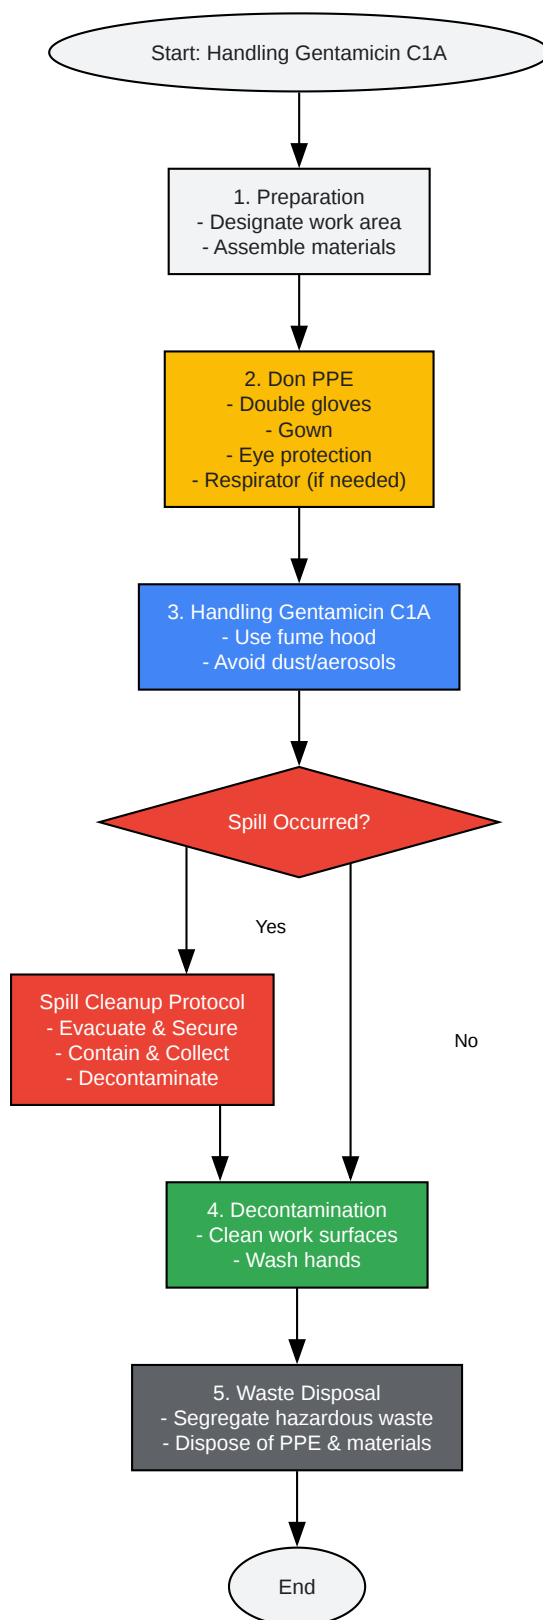 Start: Handling Gentamicin C1A
1. Preparation
- Designate work area
- Assemble materials
2. Don PPE
- Double gloves
- Gown
- Eye protection
- Respirator (if needed)
3. Handling Gentamicin C1A
- Use fume hood
- Avoid dust/aerosols
Spill Occurred?
Yes
Spill Cleanup Protocol
- Evacuate & Secure
- Contain & Collect
- Decontaminate
No
4. Decontamination
- Clean work surfaces
- Wash hands
5. Waste Disposal
- Segregate hazardous waste
- Dispose of PPE & materials
End